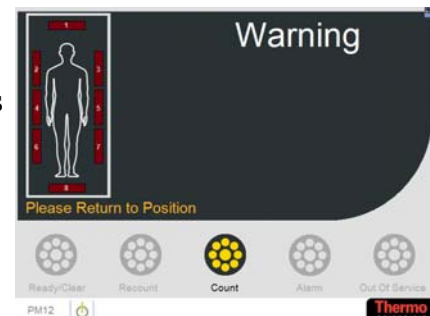 Warning
1
2 3
4 5
6 7
8
Please Return to Position
Ready/Clear Recount Count Alarm Out Of Service
PM12 Thermo